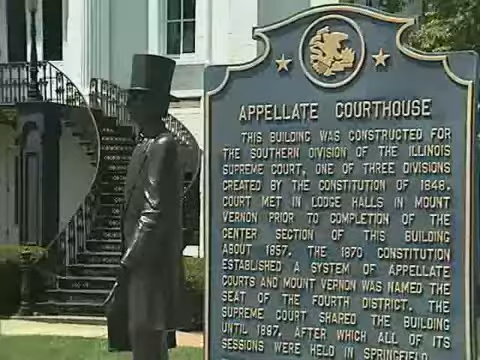 APPELLATE COURTHOUSE
THIS BUILDING WAS CONSTRUCTED FOR
THE SOUTHERN DIVISION OF THE ILLINOIS
SUPREME COURT, ONE OF THREE DIVISIONS
CREATED BY THE CONSTITUTION OF 1848.
COURT MET IN LODGE HALLS IN MOUNT
VERNON PRIOR TO COMPLETION OF THE
CENTER SECTION OF THIS BUILDING
ABOUT 1857. THE 1870 CONSTITUTION
ESTABLISHED A SYSTEM OF APPELLATE
COURTS AND MOUNT VERNON WAS NAMED THE
SEAT OF THE FOURTH DISTRICT. THE
SUPREME COURT SHARED THE BUILDING
UNTIL 1897, AFTER WHICH ALL OF ITS
SESSIONS WERE HELD IN SPRINGFIELD.